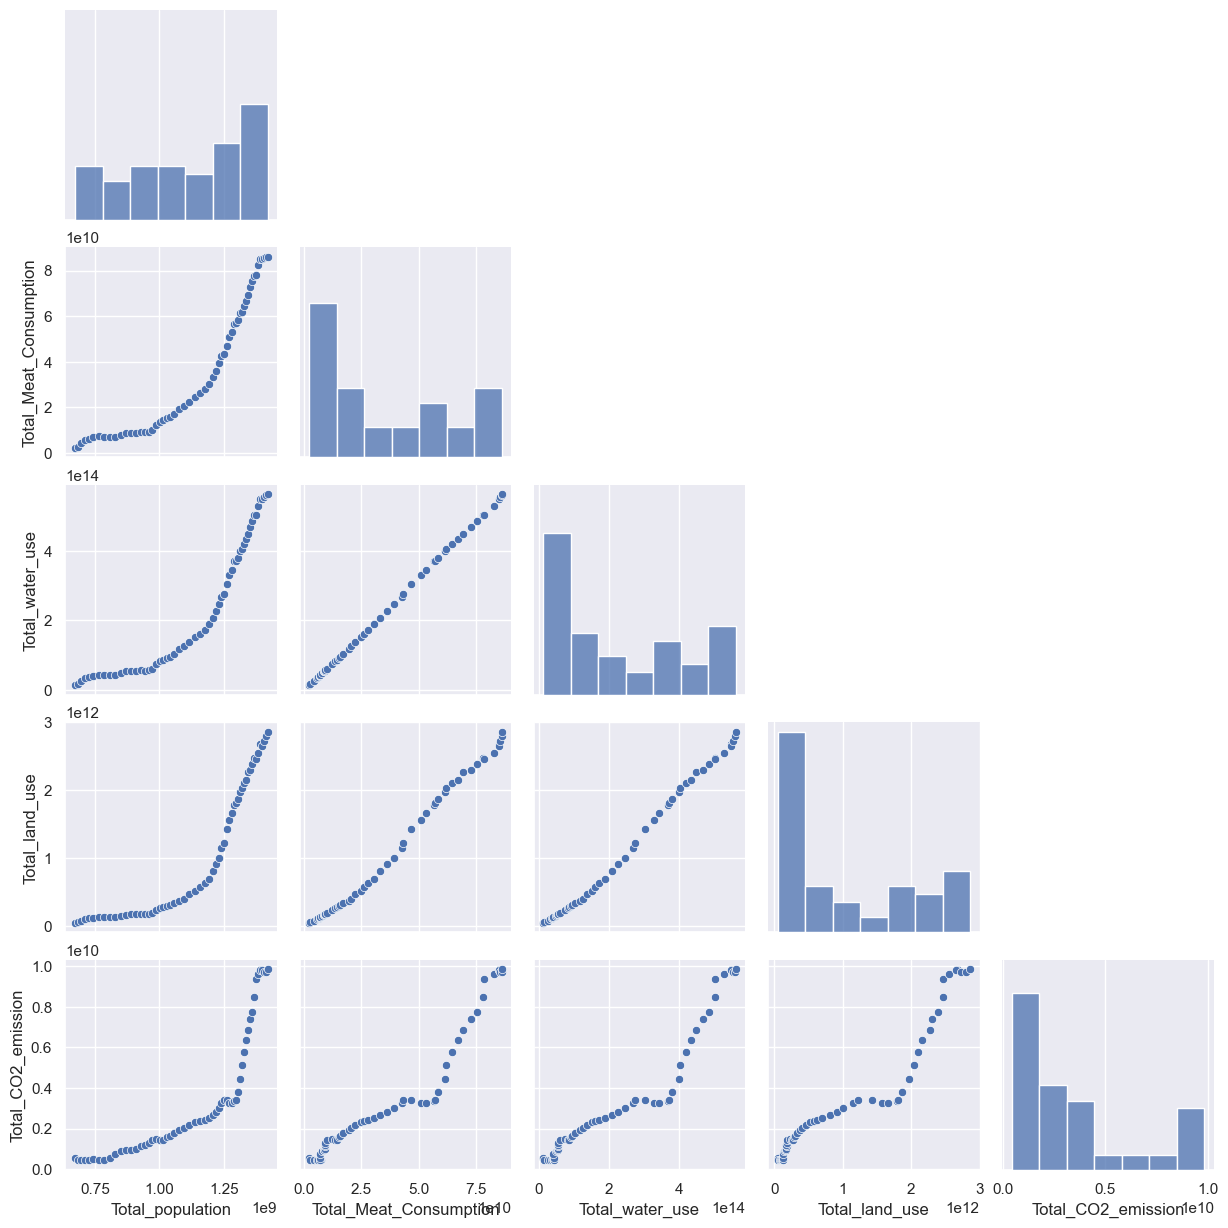 1e10
8
6
4
2
0
Total_Meat_Consumption
1e14
4
2
0
Total_water_use
1e12
3
2
1
0
Total_land_use
1e10
1.0
0.8
0.6
0.4
0.2
0.0
Total_CO2_emission
0.75 1.00 1.25
Total_population 1e9
0.0 2.5 5.0 7.5
Total_Meat_Consumption 1e10
0 2 4
Total_water_use 1e14
0 1 2 3
Total_land_use 1e12
0.0 0.5 1.0
Total_CO2_emission 1e10